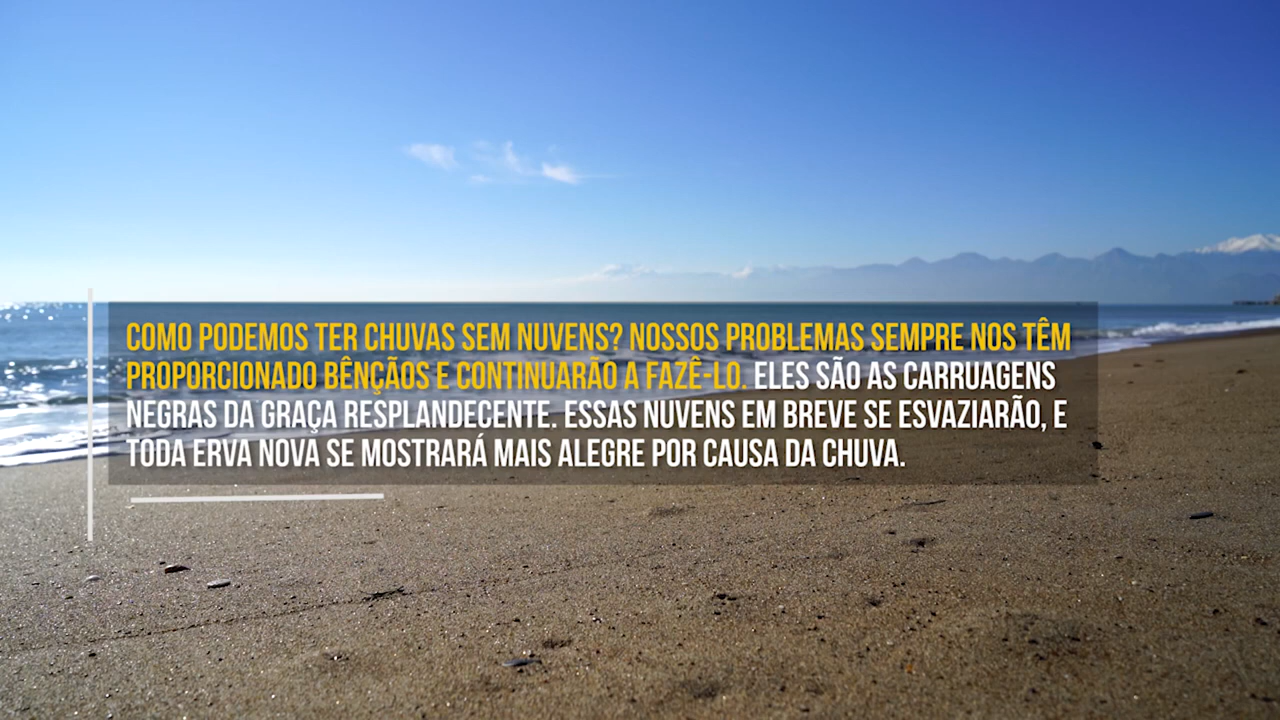 COMO PODEMOS TER CHUVAS SEM NUVENS? NOSSOS PROBLEMAS SEMPRE NOS TÊM
PROPORCIONADO BÊNÇÃOS E CONTINUARÃO A FAZÊ-LO. ELES SÃO AS CARRUAGENS
NEGRAS DA GRAÇA RESPLANDECENTE. ESSAS NUVENS EM BREVE SE ESVAZIARÃO, E
TODA ERVA NOVA SE MOSTRARÁ MAIS ALEGRE POR CAUSA DA CHUVA.